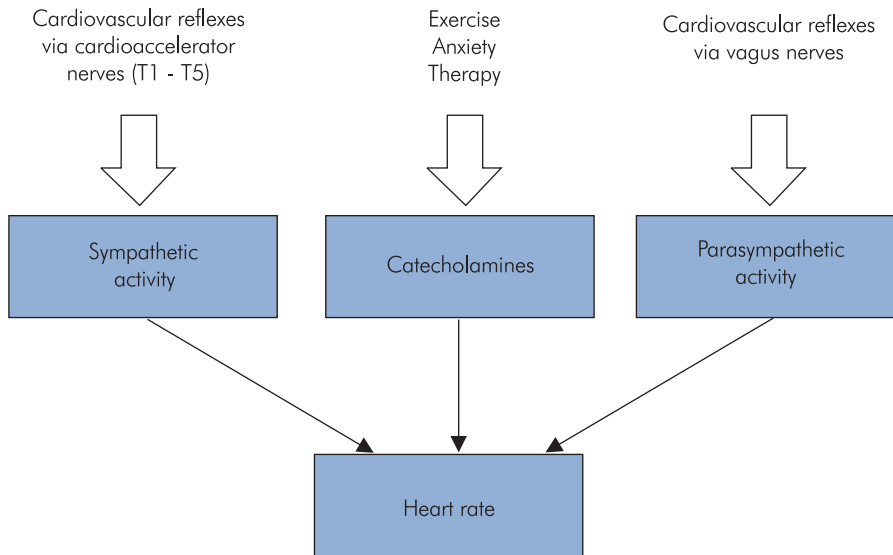 Cardiovascular reflexes
via cardioaccelerator
nerves (T1 - T5)
Exercise
Anxiety
Therapy
Cardiovascular reflexes
via vagus nerves
Sympathetic
activity
Catecholamines
Parasympathetic
activity
Heart rate